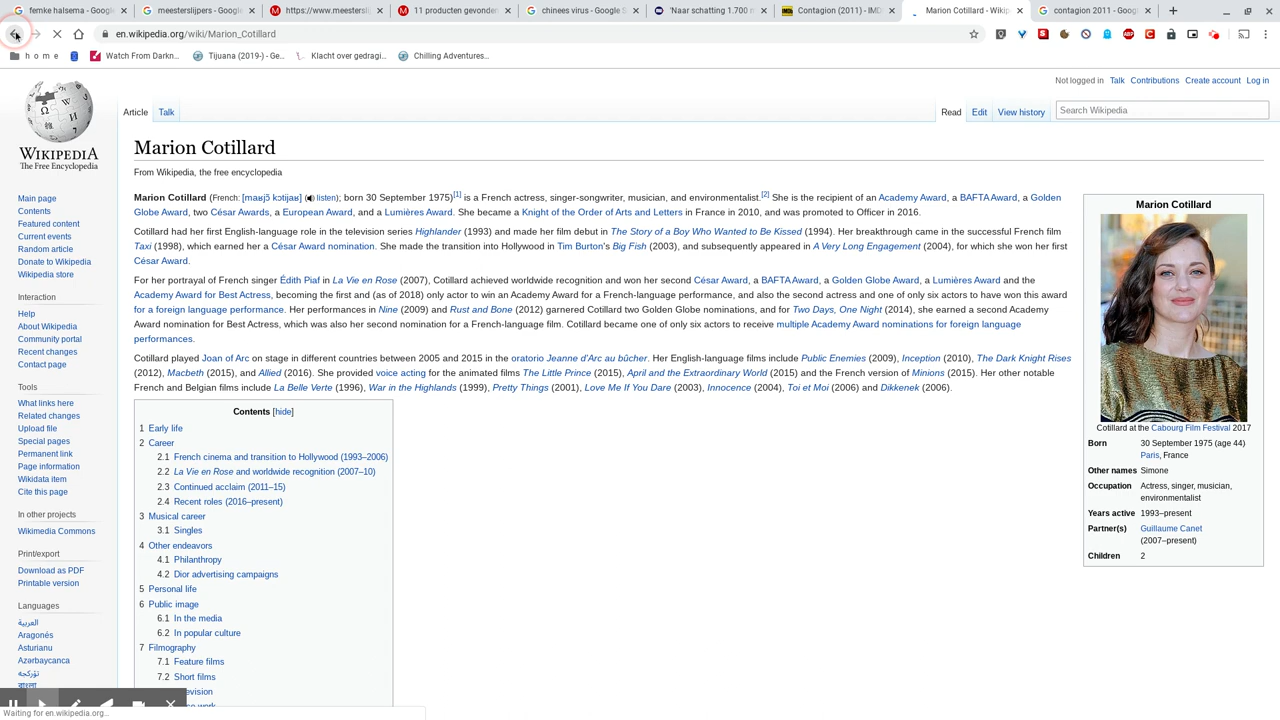 femke halsema - Google
meesterslijpers - Google
https://www.meestersli
11 producten gevonden
chinees virus - Google S
'Naar schatting 1.700 m
Contagion (2011) - IMD
Marion Cotillard - Wikip
contagion 2011 - Goog
en.wikipedia.org/wiki/Marion_Cotillard
h o m e
Watch From Darkn...
Tijuana (2019-) - Ge...
Klacht over gedragi...
Chilling Adventures...
Not logged in Talk Contributions Create account Log in
Article Talk Read Edit View history Search Wikipedia
WIKIPEDIA
The Free Encyclopedia
Main page
Contents
Featured content
Current events
Random article
Donate to Wikipedia
Wikipedia store
Interaction
Help
About Wikipedia
Community portal
Recent changes
Contact page
Tools
What links here
Related changes
Upload file
Special pages
Permanent link
Page information
Wikidata item
Cite this page
In other projects
Wikimedia Commons
Print/export
Download as PDF
Printable version
Languages
العربية
Aragonés
Asturianu
Azərbaycanca
تۆرکجه
বাংলা
Marion Cotillard
From Wikipedia, the free encyclopedia
Marion Cotillard (French: [maʁjɔ̃ kɔtijaʁ] (listen); born 30 September 1975)[1] is a French actress, singer-songwriter, musician, and environmentalist.[2] She is the recipient of an Academy Award, a BAFTA Award, a Golden
Globe Award, two César Awards, a European Award, and a Lumières Award. She became a Knight of the Order of Arts and Letters in France in 2010, and was promoted to Officer in 2016.
Cotillard had her first English-language role in the television series Highlander (1993) and made her film debut in The Story of a Boy Who Wanted to Be Kissed (1994). Her breakthrough came in the successful French film
Taxi (1998), which earned her a César Award nomination. She made the transition into Hollywood in Tim Burton's Big Fish (2003), and subsequently appeared in A Very Long Engagement (2004), for which she won her first
César Award.
For her portrayal of French singer Édith Piaf in La Vie en Rose (2007), Cotillard achieved worldwide recognition and won her second César Award, a BAFTA Award, a Golden Globe Award, a Lumières Award and the
Academy Award for Best Actress, becoming the first and (as of 2018) only actor to win an Academy Award for a French-language performance, and also the second actress and one of only six actors to have won this award
for a foreign language performance. Her performances in Nine (2009) and Rust and Bone (2012) garnered Cotillard two Golden Globe nominations, and for Two Days, One Night (2014), she earned a second Academy
Award nomination for Best Actress, which was also her second nomination for a French-language film. Cotillard became one of only six actors to receive multiple Academy Award nominations for foreign language
performances.
Cotillard played Joan of Arc on stage in different countries between 2005 and 2015 in the oratorio Jeanne d'Arc au bûcher. Her English-language films include Public Enemies (2009), Inception (2010), The Dark Knight Rises
(2012), Macbeth (2015), and Allied (2016). She provided voice acting for the animated films The Little Prince (2015), April and the Extraordinary World (2015) and the French version of Minions (2015). Her other notable
French and Belgian films include La Belle Verte (1996), War in the Highlands (1999), Pretty Things (2001), Love Me If You Dare (2003), Innocence (2004), Toi et Moi (2006) and Dikkenek (2006).
Contents [hide]
1 Early life
2 Career
2.1 French cinema and transition to Hollywood (1993–2006)
2.2 La Vie en Rose and worldwide recognition (2007–10)
2.3 Continued acclaim (2011–15)
2.4 Recent roles (2016–present)
3 Musical career
3.1 Singles
4 Other endeavors
4.1 Philanthropy
4.2 Dior advertising campaigns
5 Personal life
6 Public image
6.1 In the media
6.2 In popular culture
7 Filmography
7.1 Feature films
7.2 Short films
evision
Marion Cotillard
Cotillard at the Cabourg Film Festival 2017
Born 30 September 1975 (age 44)
Paris, France
Other names Simone
Occupation Actress, singer, musician,
environmentalist
Years active 1993–present
Partner(s) Guillaume Canet
(2007–present)
Children 2
Waiting for en.wikipedia.org...